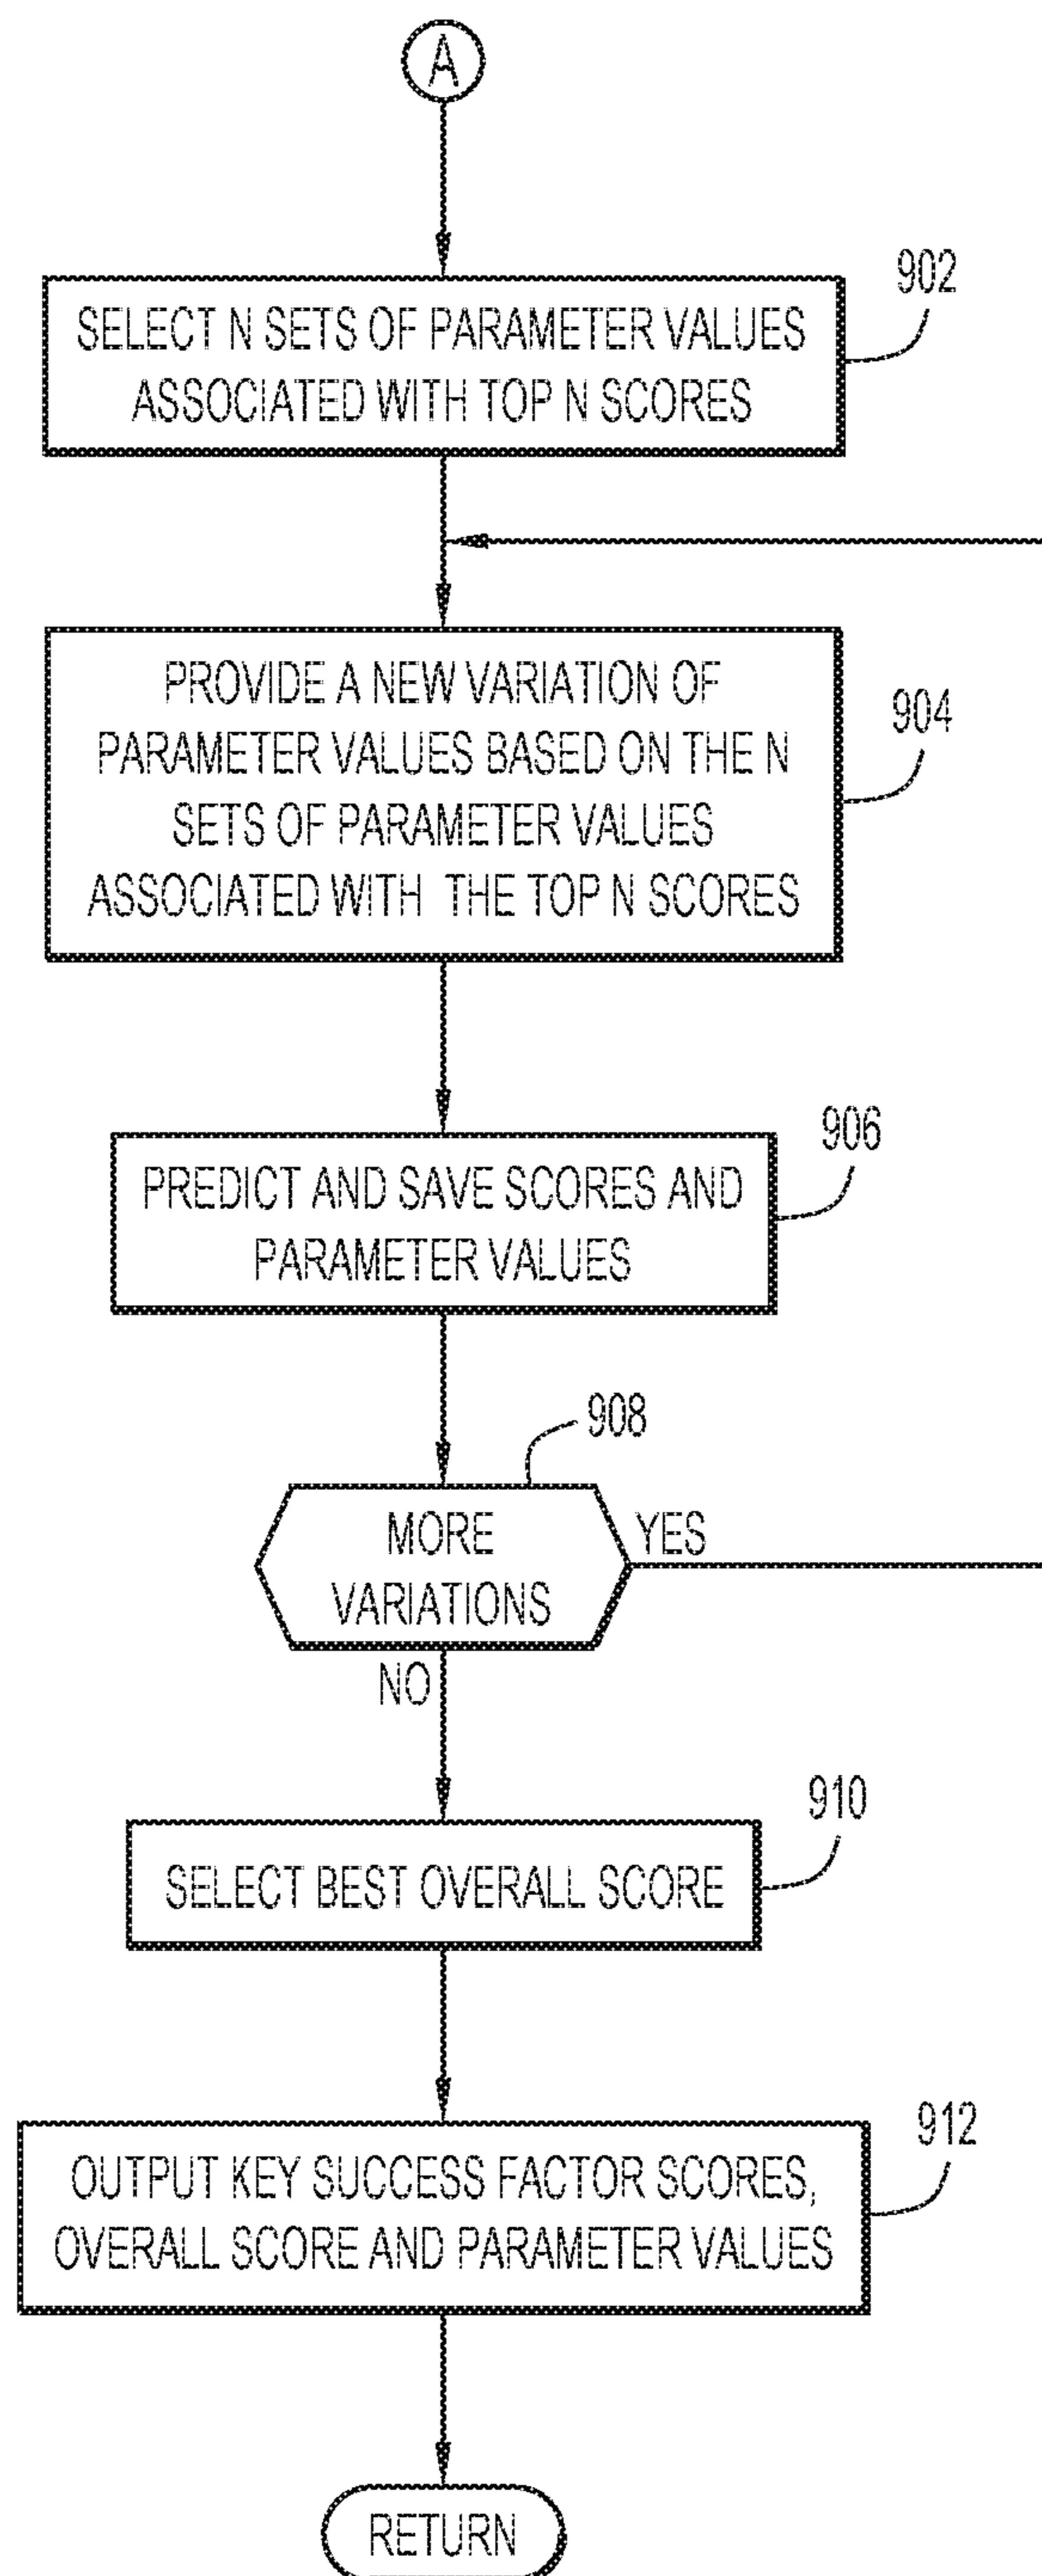 A
902
SELECT N SETS OF PARAMETER VALUES
ASSOCIATED WITH TOP N SCORES
904
PROVIDE A NEW VARIATION OF
PARAMETER VALUES BASED ON THE N
SETS OF PARAMETER VALUES
ASSOCIATED WITH THE TOP N SCORES
906
PREDICT AND SAVE SCORES AND
PARAMETER VALUES
908
MORE
VARIATIONS
YES
NO
910
SELECT BEST OVERALL SCORE
912
OUTPUT KEY SUCCESS FACTOR SCORES,
OVERALL SCORE AND PARAMETER VALUES
RETURN